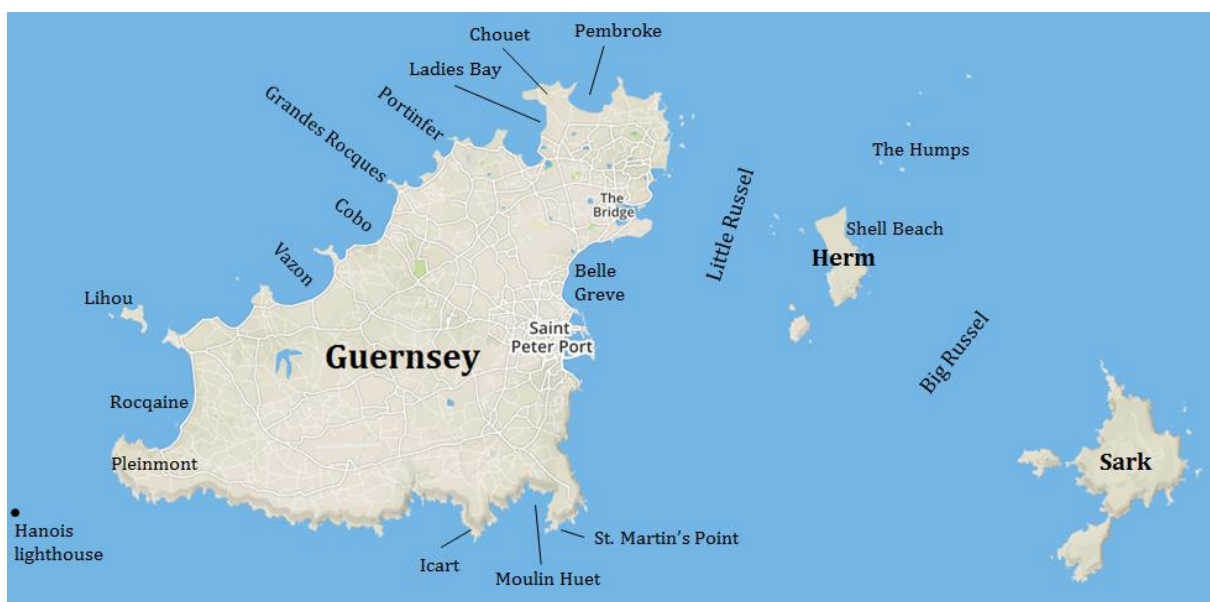 Chouet
Pembroke
Ladies Bay
Portinfer
Grandes Rocques
The Humps
Cobo
The
Bridge
Little Russel
Shell Beach
Vazon
Herm
Belle
Greve
Lihou
Saint
Peter Port
Guernsey
Big Russel
Rocqaine
Pleinmont
Sark
Hanois
lighthouse
St. Martin's Point
Icart
Moulin Huet